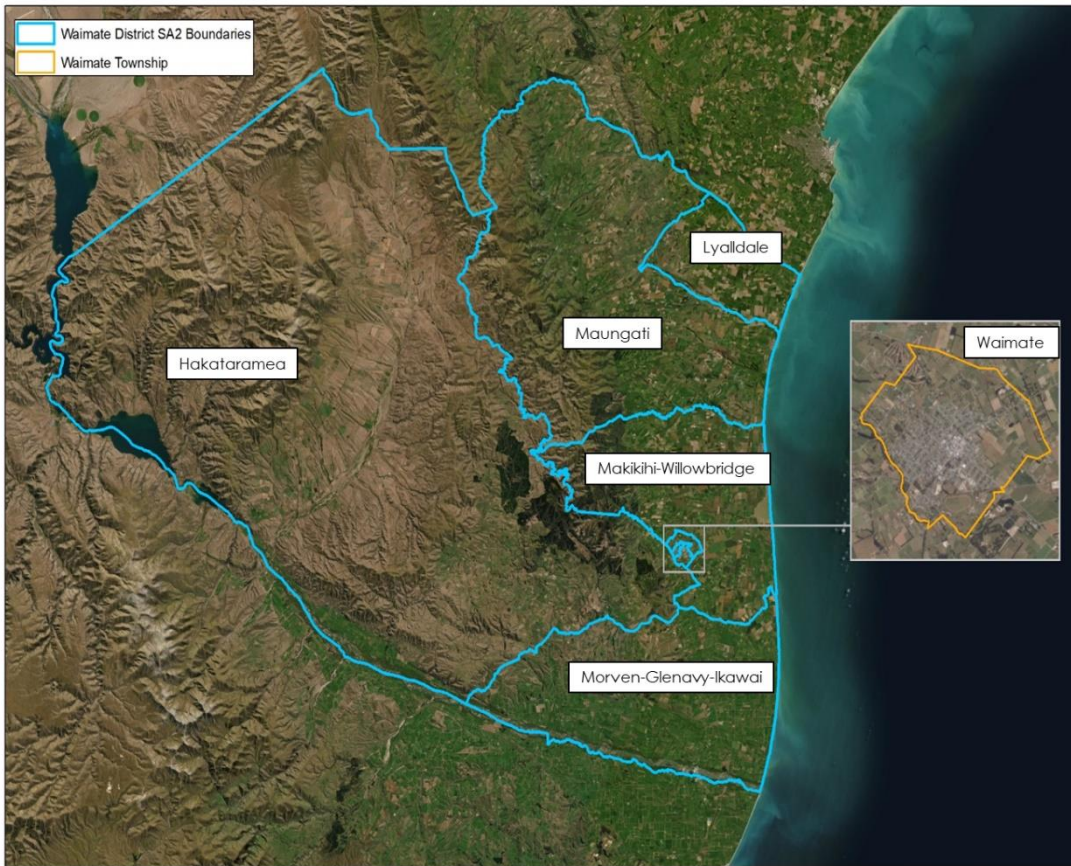 Waimate District SA2 Boundaries
Waimate Township
Lyalldale
Maungati
Waimate
Hakataramea
Makikihi-Willowbridge
Morven-Glenavy-Ikawai